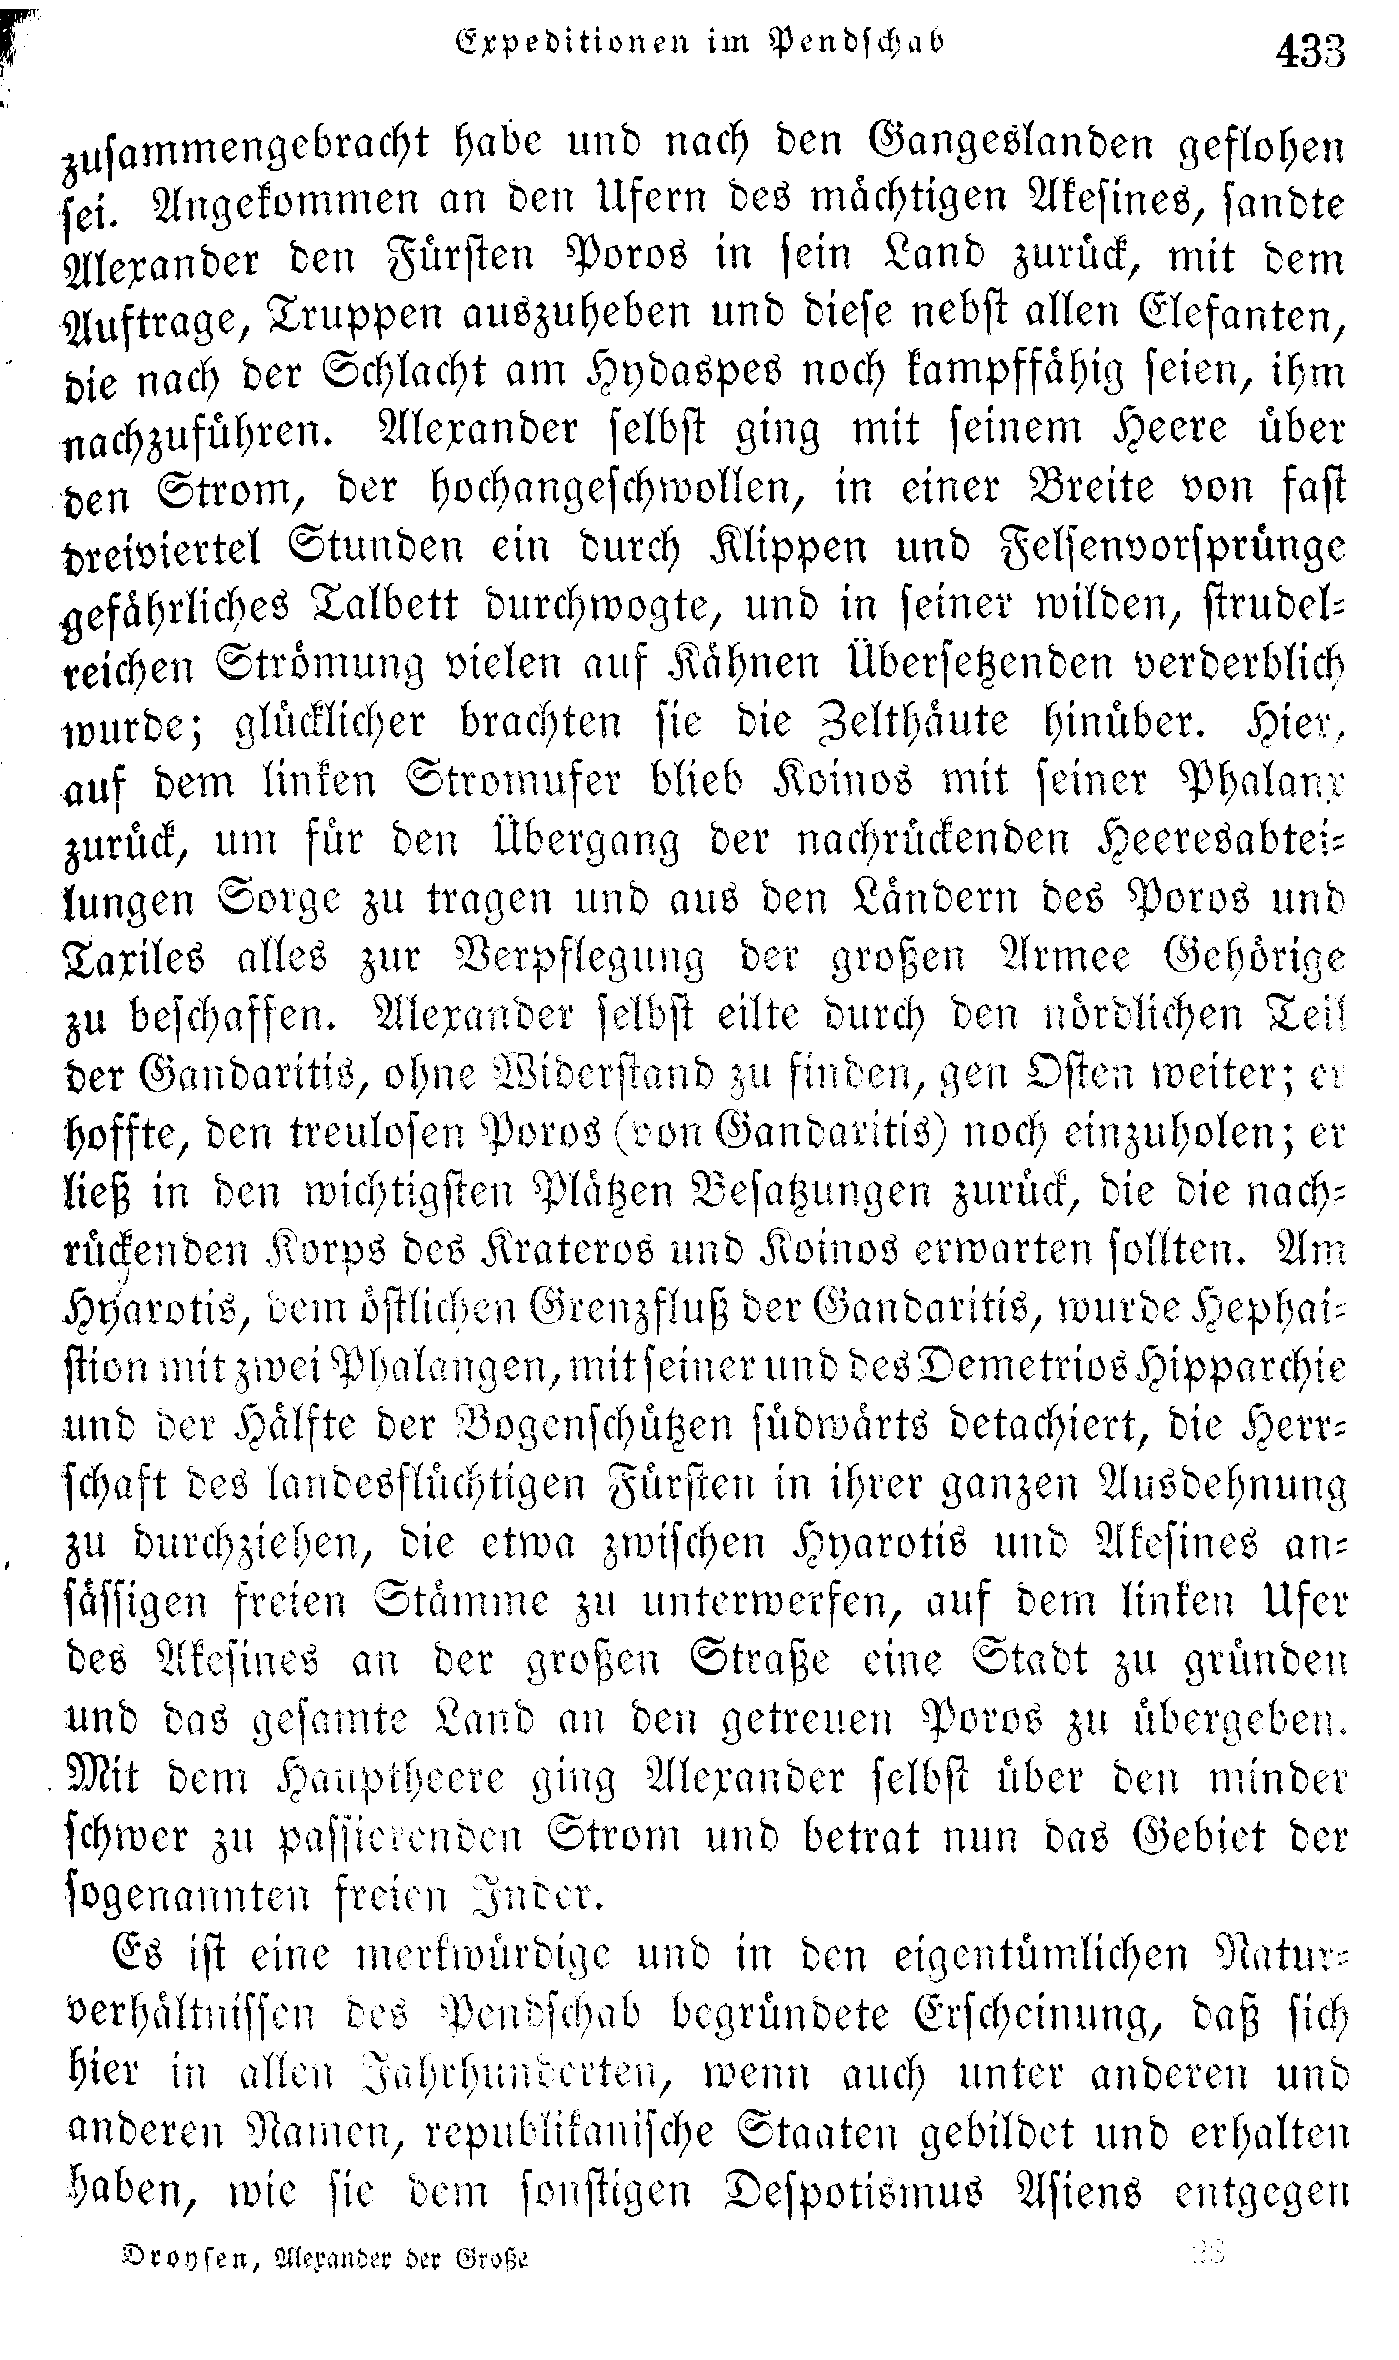 Expeditionen im Pendschab 433
zusammengebracht habe und nach den Gangeslanden geflohen
sei. Angekommen an den Ufern des mächtigen Akesines, sandte
Alexander den Fürsten Poros in sein Land zurück, mit dem
Auftrage, Truppen auszuheben und diese nebst allen Elefanten,
die nach der Schlacht am Hydaspes noch kampffähig seien, ihm
nachzuführen. Alexander selbst ging mit seinem Heere über
den Strom, der hochangeschwollen, in einer Breite von fast
dreiviertel Stunden ein durch Klippen und Felsenvorsprünge
gefährliches Talbett durchwogte, und in seiner wilden, strudel-
reichen Strömung vielen auf Kähnen Übersetzenden verderblich
wurde; glücklicher brachten sie die Zelthäute hinüber. Hier,
auf dem linken Stromufer blieb Koinos mit seiner Phalanx
zurück, um für den Übergang der nachrückenden Heeresabtei-
lungen Sorge zu tragen und aus den Ländern des Poros und
Taxiles alles zur Verpflegung der großen Armee Gehörige
zu beschaffen. Alexander selbst eilte durch den nördlichen Teil
der Gandaritis, ohne Widerstand zu finden, gen Osten weiter; er
hoffte, den treulosen Poros (von Gandaritis) noch einzuholen; er
ließ in den wichtigsten Plätzen Besatzungen zurück, die die nach-
rückenden Korps des Krateros und Koinos erwarten sollten. Am
Hyarotis, dem östlichen Grenzfluß der Gandaritis, wurde Hephai-
stion mit zwei Phalangen, mit seiner und des Demetrios Hipparchie
und der Hälfte der Bogenschützen südwärts detachiert, die Herr-
schaft des landesflüchtigen Fürsten in ihrer ganzen Ausdehnung
zu durchziehen, die etwa zwischen Hyarotis und Akesines an-
sässigen freien Stämme zu unterwerfen, auf dem linken Ufer
des Akesines an der großen Straße eine Stadt zu gründen
und das gesamte Land an den getreuen Poros zu übergeben.
Mit dem Hauptheere ging Alexander selbst über den minder
schwer zu passierenden Strom und betrat nun das Gebiet der
sogenannten freien Inder.
Es ist eine merkwürdige und in den eigentümlichen Natur-
verhältnissen des Pendschab begründete Erscheinung, daß sich
hier in allen Jahrhunderten, wenn auch unter anderen und
anderen Namen, republikanische Staaten gebildet und erhalten
haben, wie sie dem sonstigen Despotismus Asiens entgegen
Droysen, Alexander der Große 28